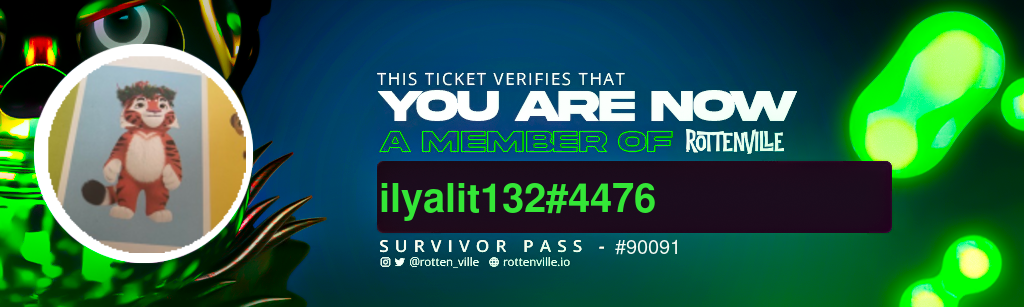 THIS TICKET VERIFIES THAT
YOU ARE NOW
A MEMBER OF ROTTENVILLE
ilyalit132#4476
SURVIVOR PASS - #90091
@rotten_ville rottenville.io